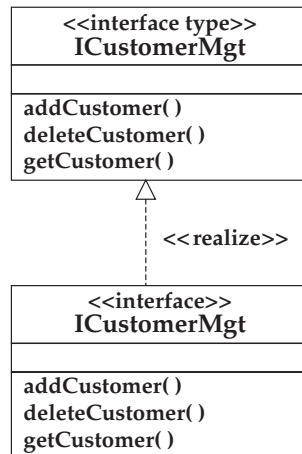 <<interface type>>
ICustomerMgt
addCustomer( )
deleteCustomer( )
getCustomer( )
<<realize>>
<<interface>>
ICustomerMgt
addCustomer( )
deleteCustomer( )
getCustomer( )